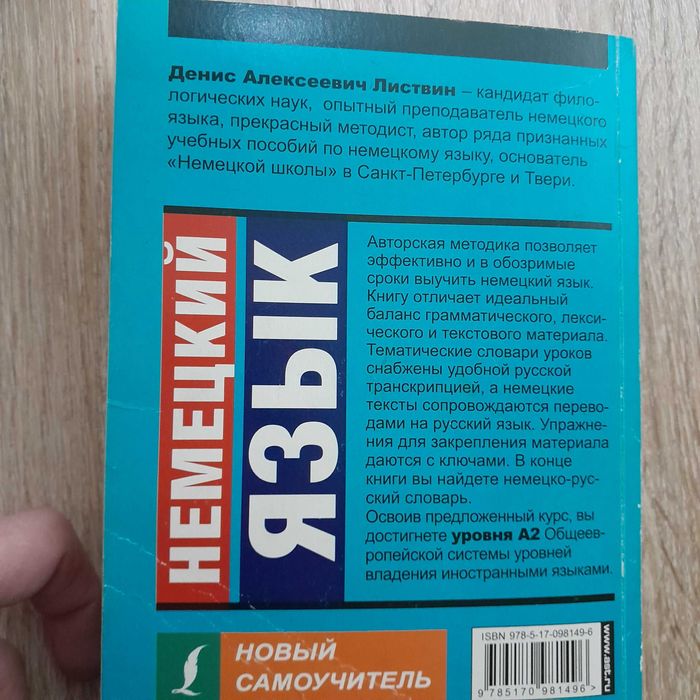 Денис Алексеевич Листвин – кандидат фило-
логических наук, опытный преподаватель немецкого
языка, прекрасный методист, автор ряда признанных
учебных пособий по немецкому языку, основатель
«Немецкой школы» в Санкт-Петербурге и Твери.
НЕМЕЦКИЙ
ЯЗЫК
Авторская методика позволяет
эффективно и в обозримые
сроки выучить немецкий язык.
Книгу отличает идеальный
баланс грамматического, лекси-
ческого и текстового материала.
Тематические словари уроков
снабжены удобной русской
транскрипцией, а немецкие
тексты сопровождаются перево-
дами на русский язык. Упражне-
ния для закрепления материала
даются с ключами. В конце
книги вы найдете немецко-рус-
ский словарь.
Освоив предложенный курс, вы
достигнете уровня А2 Общеев-
ропейской системы уровней
владения иностранными языками.
НОВЫЙ
САМОУЧИТЕЛЬ
ISBN 978-5-17-098149-6
9 785170 981496 >
www.ast.ru